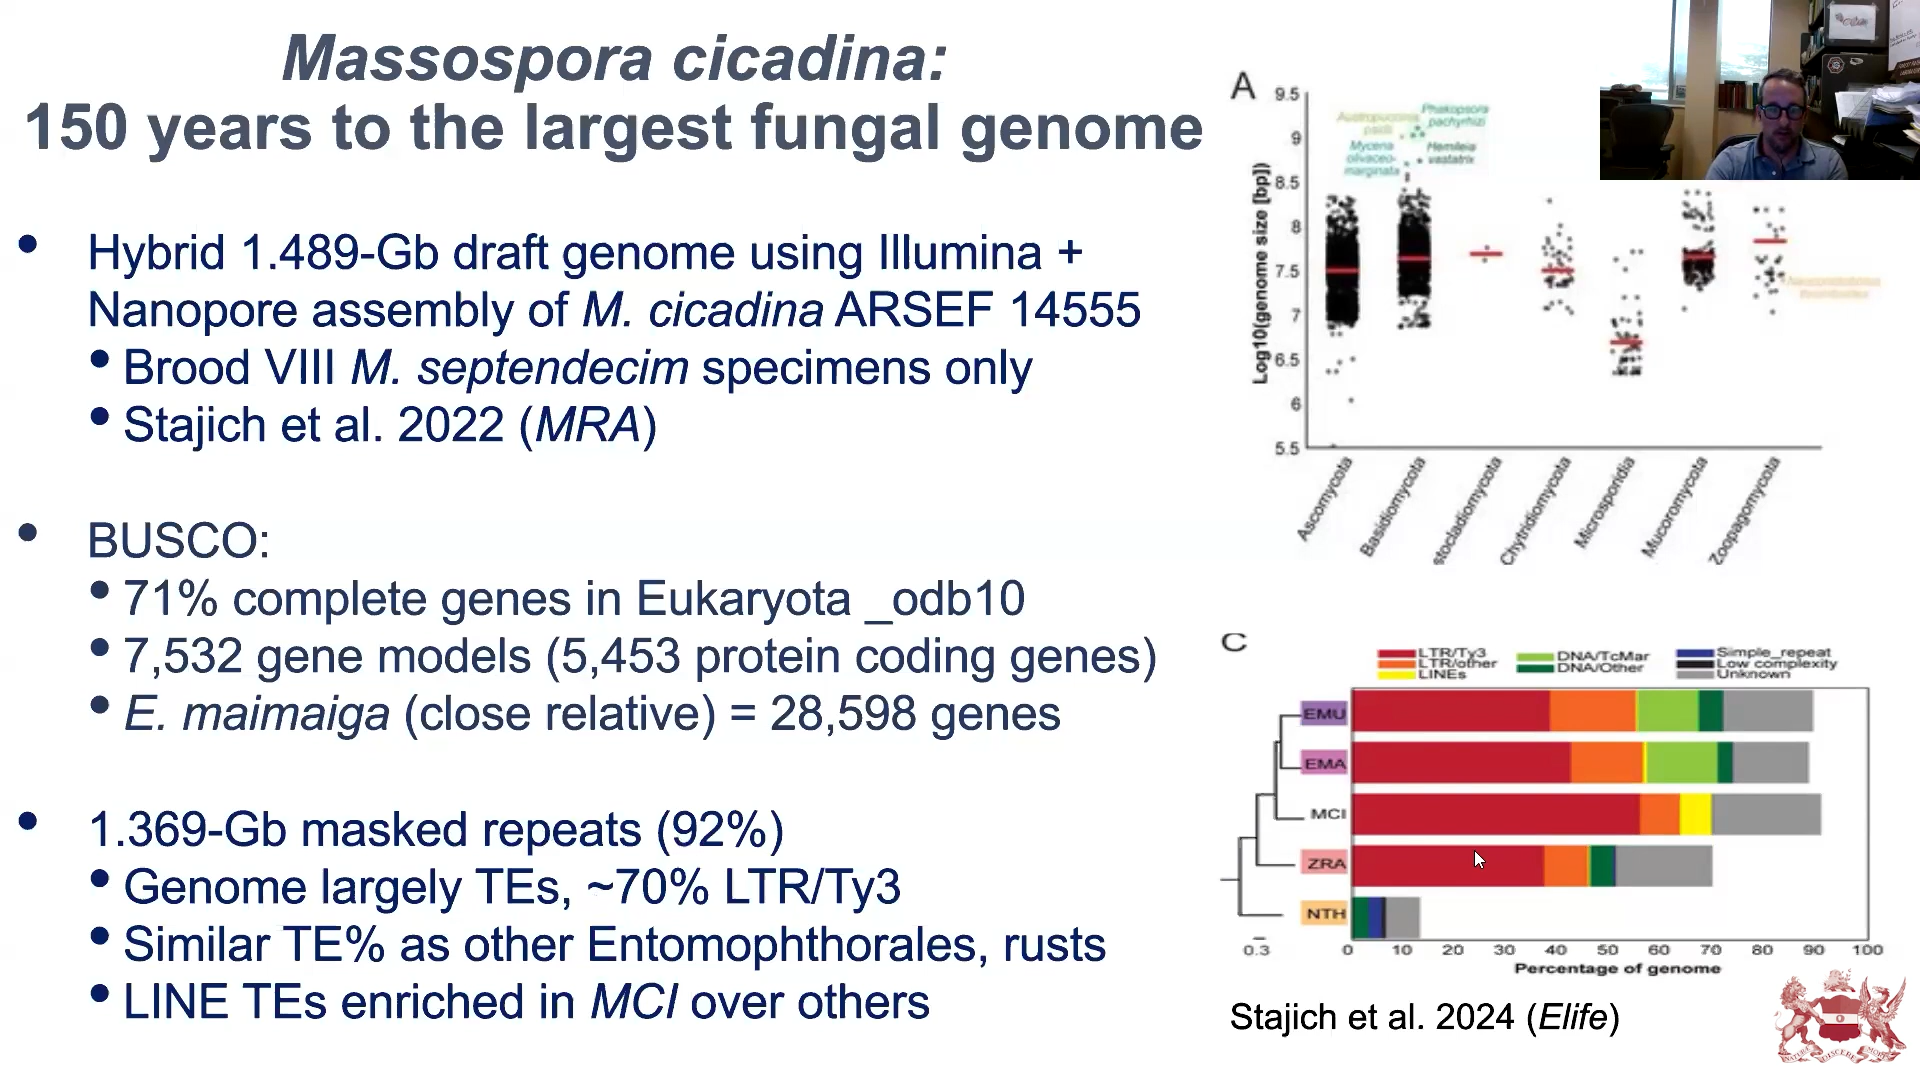 Massospora cicadina:
150 years to the largest fungal genome
• Hybrid 1.489-Gb draft genome using Illumina +
Nanopore assembly of M. cicadina ARSEF 14555
• Brood VIII M. septendecim specimens only
• Stajich et al. 2022 (MRA)
• BUSCO:
• 71% complete genes in Eukaryota _odb10
• 7,532 gene models (5,453 protein coding genes)
• E. maimaiga (close relative) = 28,598 genes
• 1.369-Gb masked repeats (92%)
• Genome largely TEs, ~70% LTR/Ty3
• Similar TE% as other Entomophthorales, rusts
• LINE TEs enriched in MCI over others
A
Log10(genome size [bp])
9.5
9
8.5
8
7.5
7
6.5
6
5.5
Austropuccinia
psidii
Phakopsora
pachyrhizi
Mycena
olivaceo-
marginata
Hemileia
vastatrix
Ascomycota
Basidiomycota
stocladiomycota
Chytridiomycota
Microsporidia
Mucoromycota
Zoopagomycota
C
LTR/Ty3
LTR/other
LINEs
DNA/TcMar
DNA/Other
Simple_repeat
Low complexity
Unknown
EMU
EMA
MCI
ZRA
NTH
0.3
0 10 20 30 40 50 60 70 80 90 100
Percentage of genome
Stajich et al. 2024 (Elife)